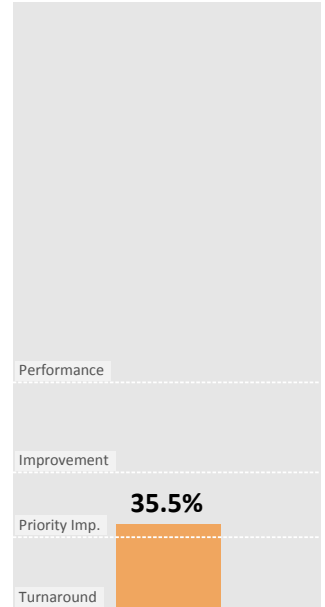 Performance
Improvement
35.5%
Priority Imp.
Turnaround